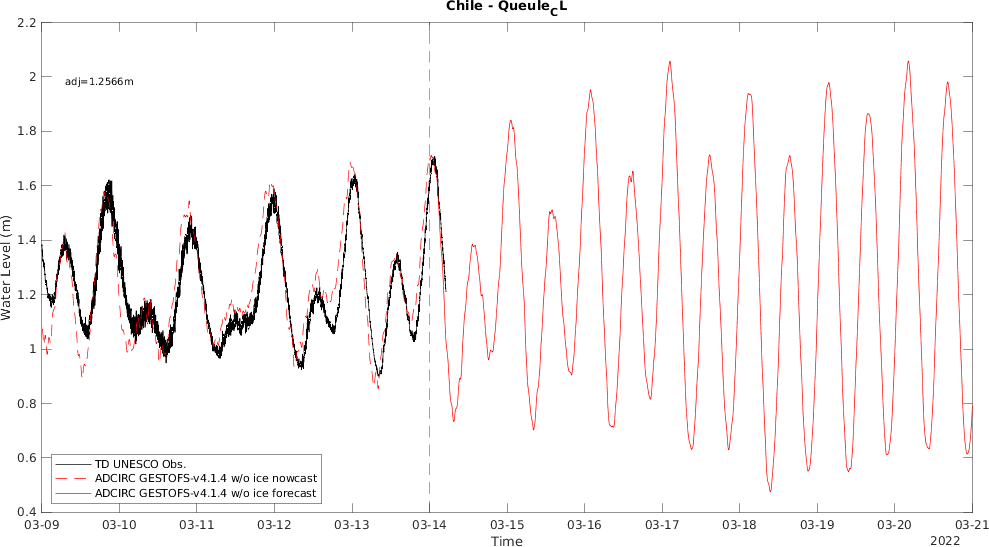 Chile - Queule_CL
2.2
2
1.8
1.6
1.4
1.2
1
0.8
0.6
0.4
Water Level (m)
adj=1.2566m
TD UNESCO Obs.
ADCIRC GESTOFS-v4.1.4 w/o ice nowcast
ADCIRC GESTOFS-v4.1.4 w/o ice forecast
03-09 03-10 03-11 03-12 03-13 03-14 03-15 03-16 03-17 03-18 03-19 03-20 03-21
Time
2022